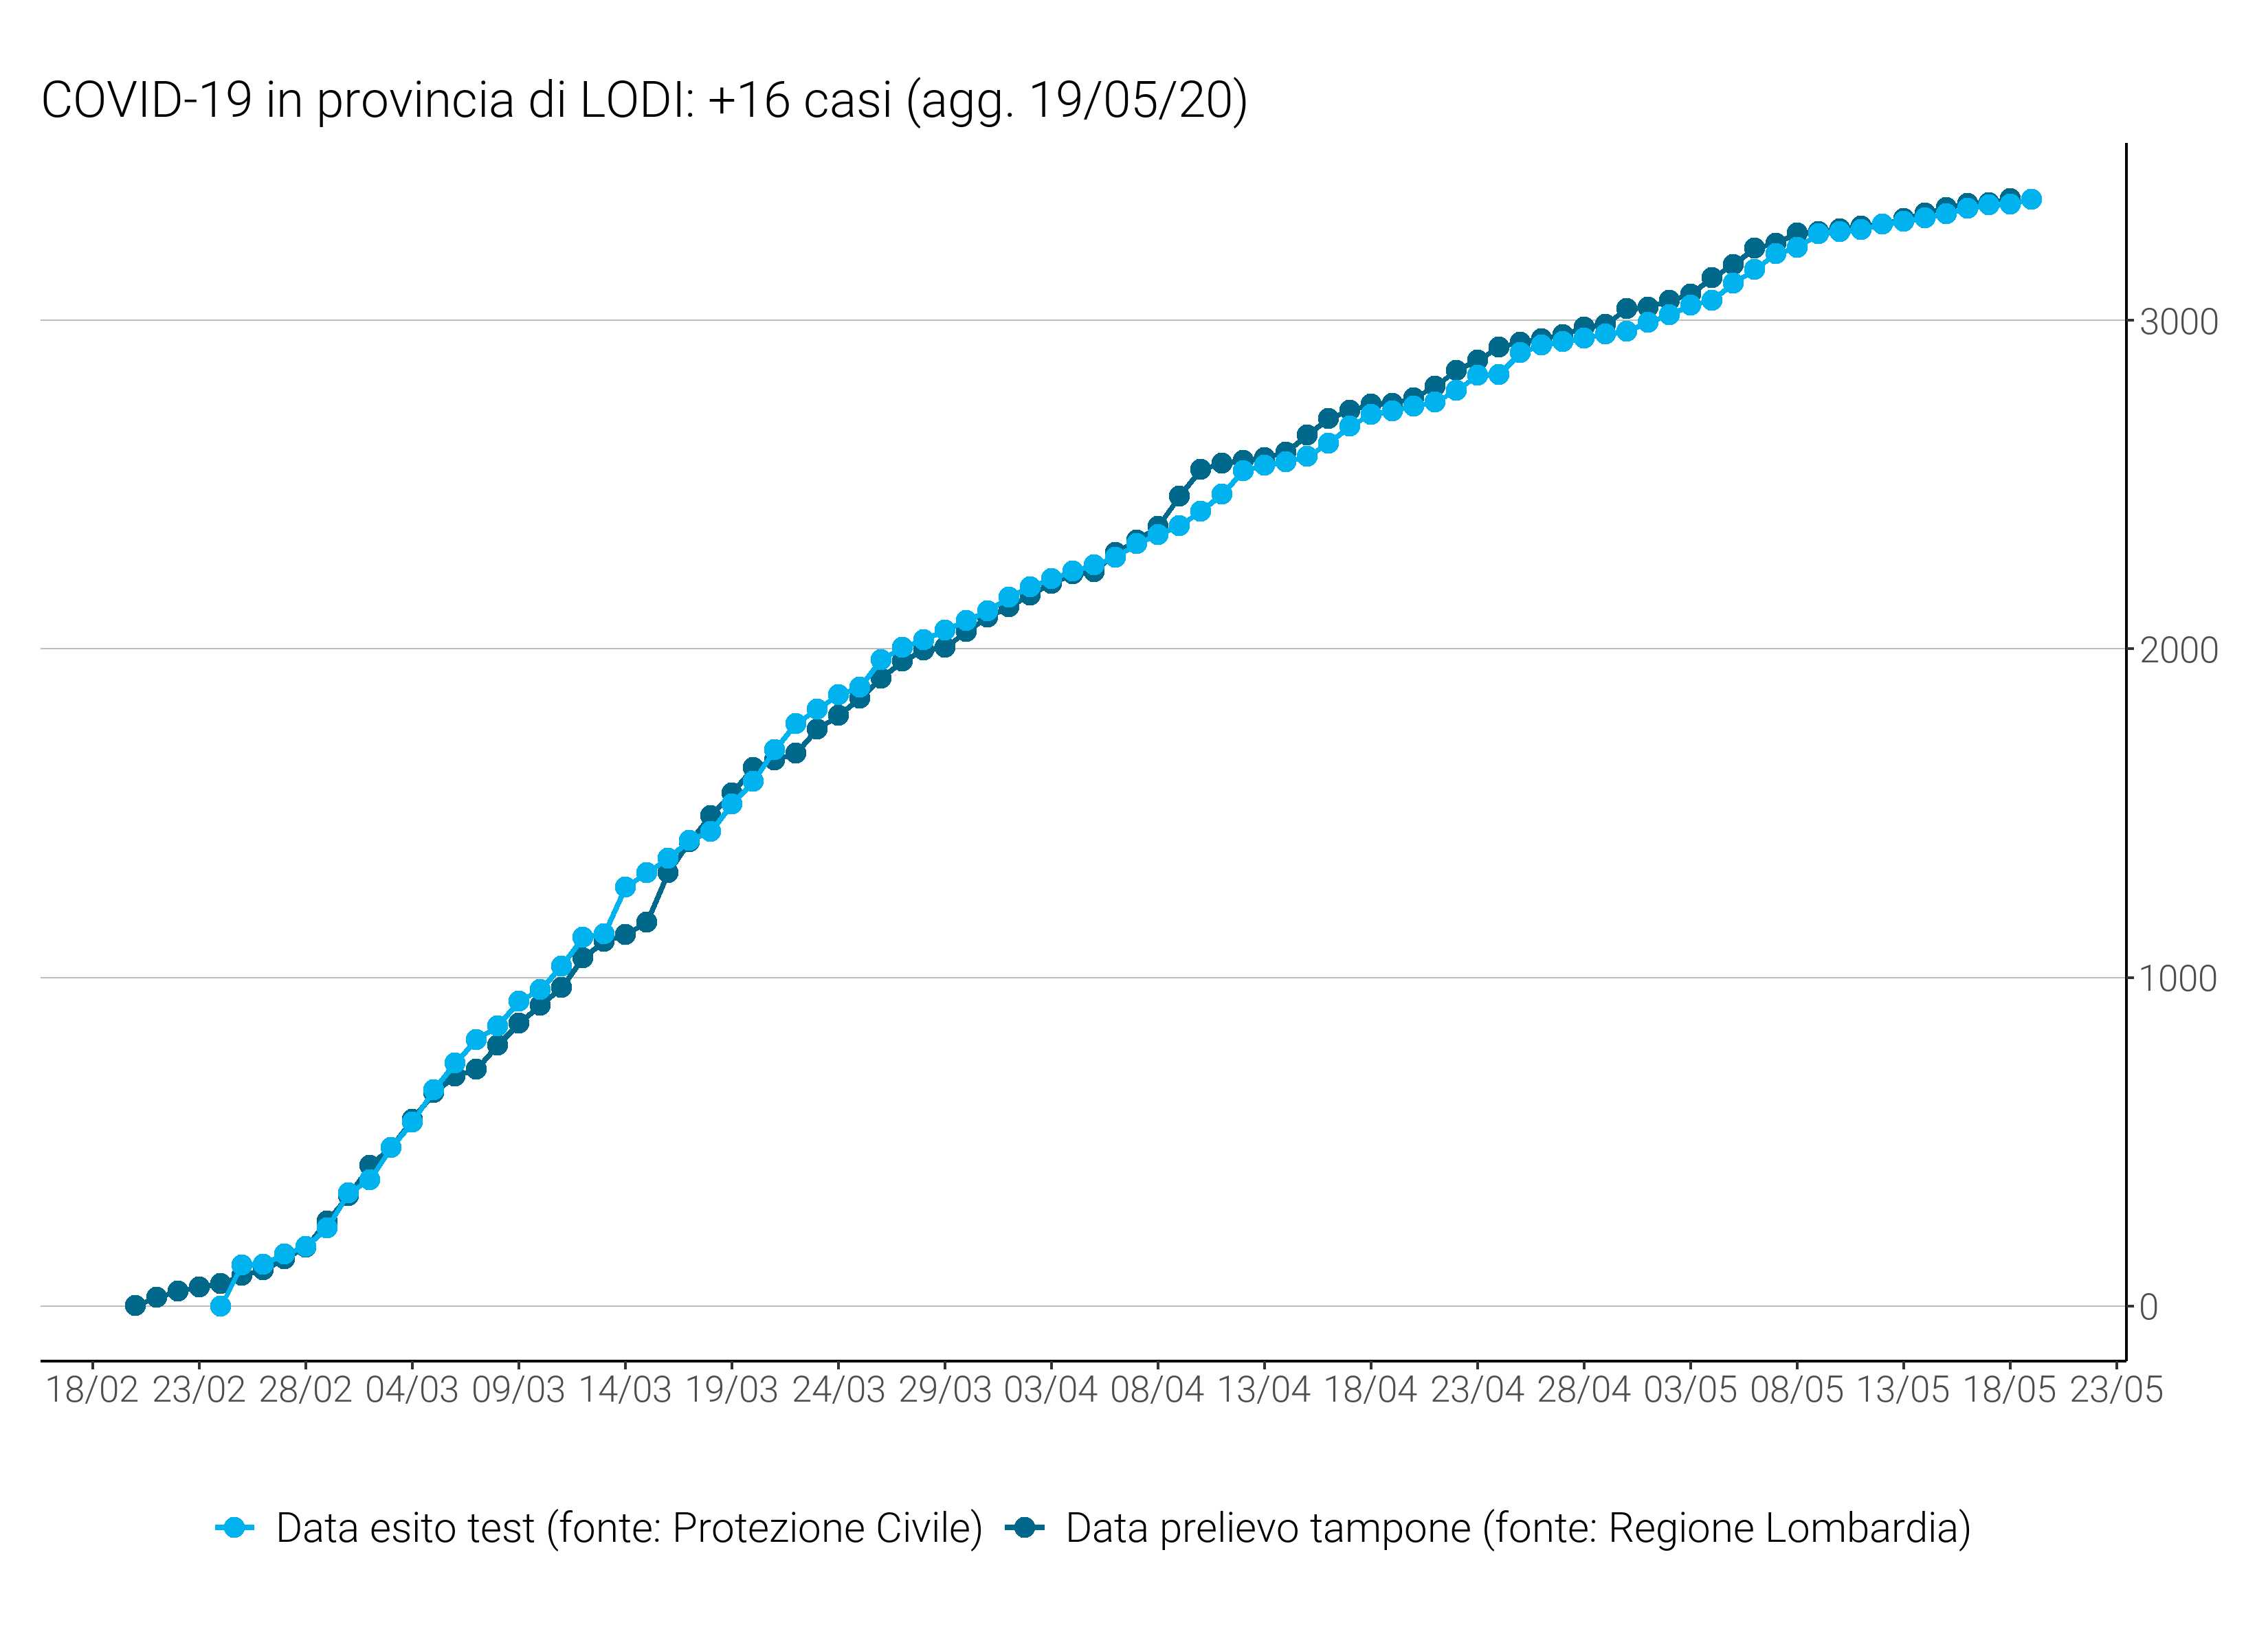 COVID-19 in provincia di LODI: +16 casi (agg. 19/05/20)
3000
2000
1000
0
18/02 23/02 28/02 04/03 09/03 14/03 19/03 24/03 29/03 03/04 08/04 13/04 18/04 23/04 28/04 03/05 08/05 13/05 18/05 23/05
Data esito test (fonte: Protezione Civile) Data prelievo tampone (fonte: Regione Lombardia)